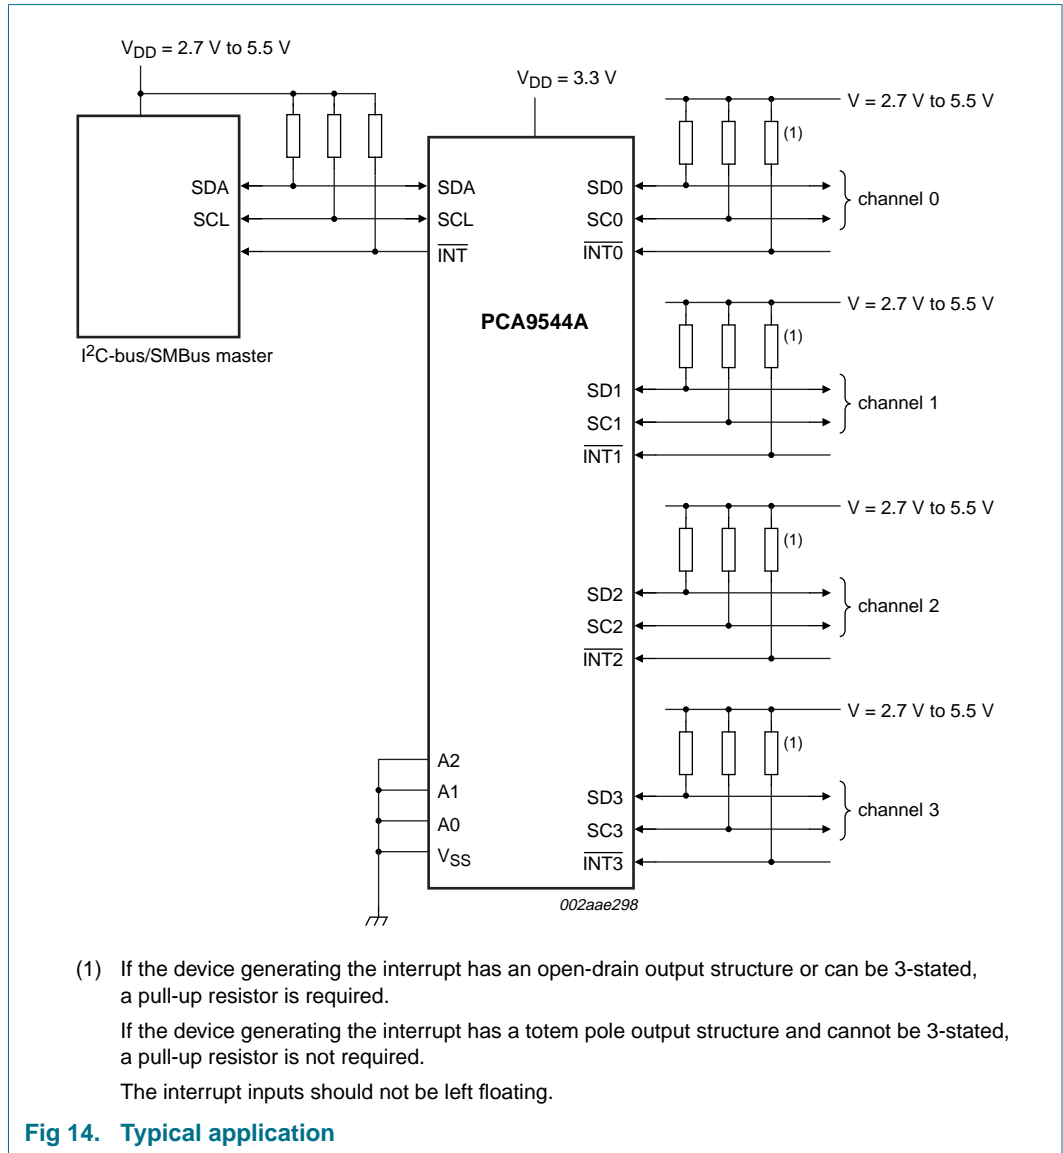 VDD = 2.7 V to 5.5 V
VDD = 3.3 V
V = 2.7 V to 5.5 V
(1)
SDA
SCL
SDA
SCL
INT
SD0
SC0
INT0
channel 0
I2C-bus/SMBus master
PCA9544A
V = 2.7 V to 5.5 V
(1)
SD1
SC1
INT1
channel 1
V = 2.7 V to 5.5 V
(1)
SD2
SC2
INT2
channel 2
V = 2.7 V to 5.5 V
(1)
SD3
SC3
INT3
channel 3
A2
A1
A0
VSS
002aae298
(1) If the device generating the interrupt has an open-drain output structure or can be 3-stated,
a pull-up resistor is required.
If the device generating the interrupt has a totem pole output structure and cannot be 3-stated,
a pull-up resistor is not required.
The interrupt inputs should not be left floating.
Fig 14. Typical application